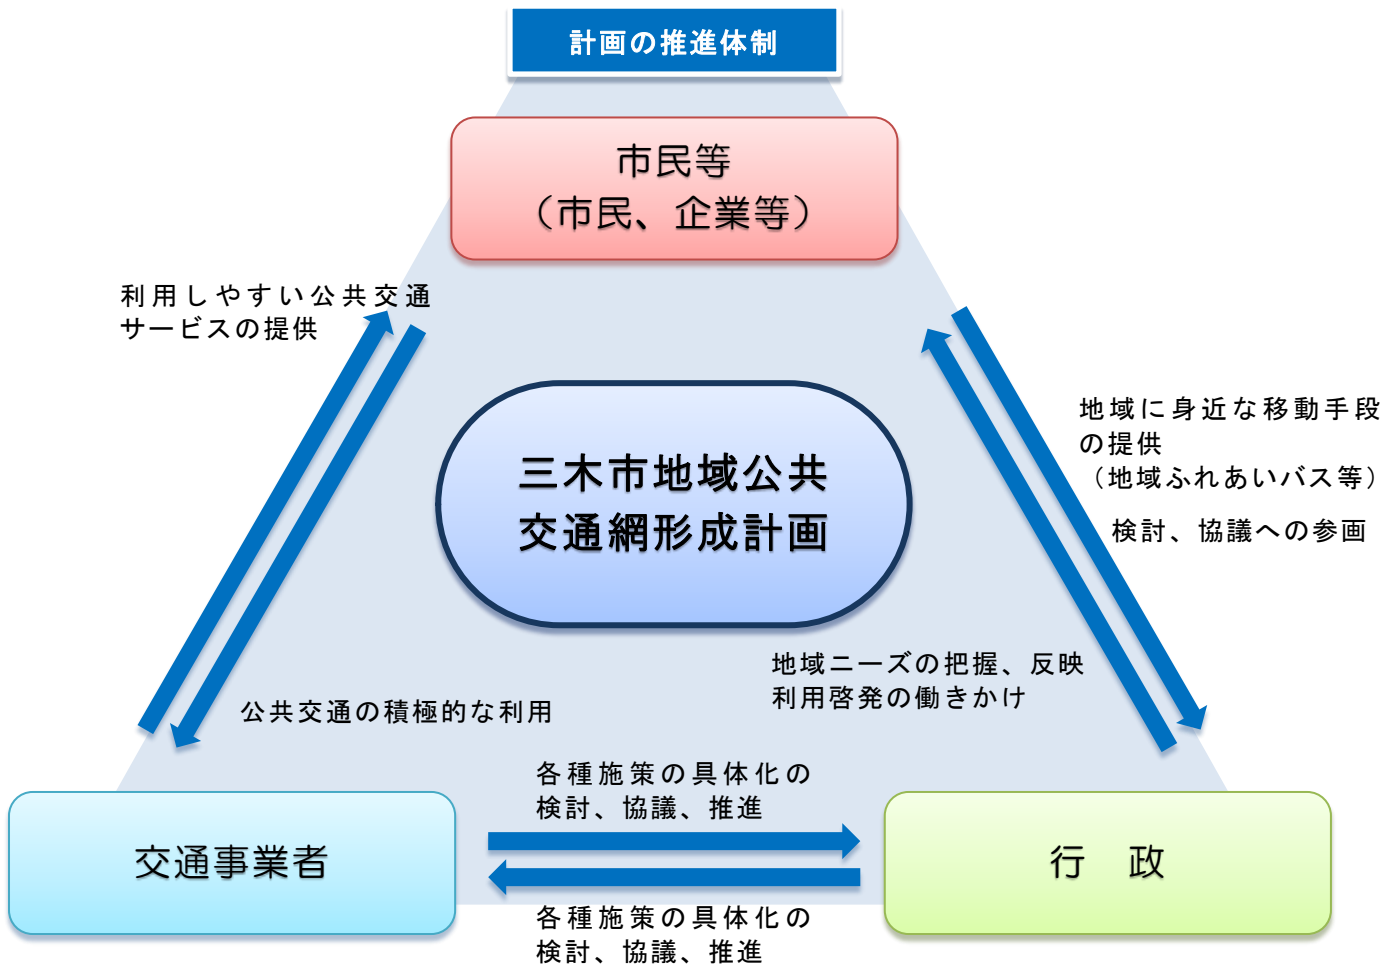 計画の推進体制
市民等
（市民、企業等）
利用しやすい公共交通
サービスの提供
地域に身近な移動手段
の提供
（地域ふれあいバス等）
検討、協議への参画
三木市地域公共
交通網形成計画
地域ニーズの把握、反映
利用啓発の働きかけ
公共交通の積極的な利用
各種施策の具体化の
検討、協議、推進
交通事業者
行　政
各種施策の具体化の
検討、協議、推進